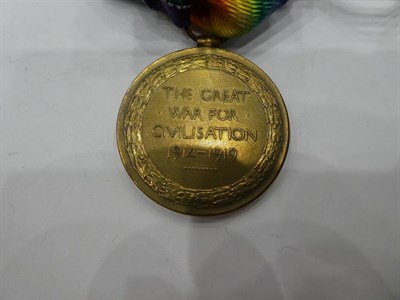 THE GREAT
WAR FOR
CIVILISATION
1914-1919